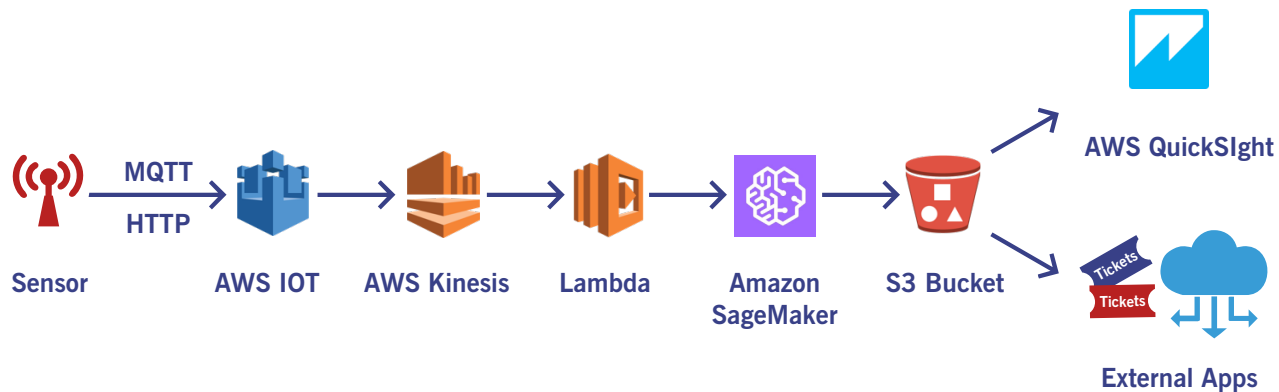 MQTT
HTTP
Sensor
AWS IOT
AWS Kinesis
Lambda
Amazon
SageMaker
S3 Bucket
AWS QuickSIght
Tickets
Tickets
External Apps